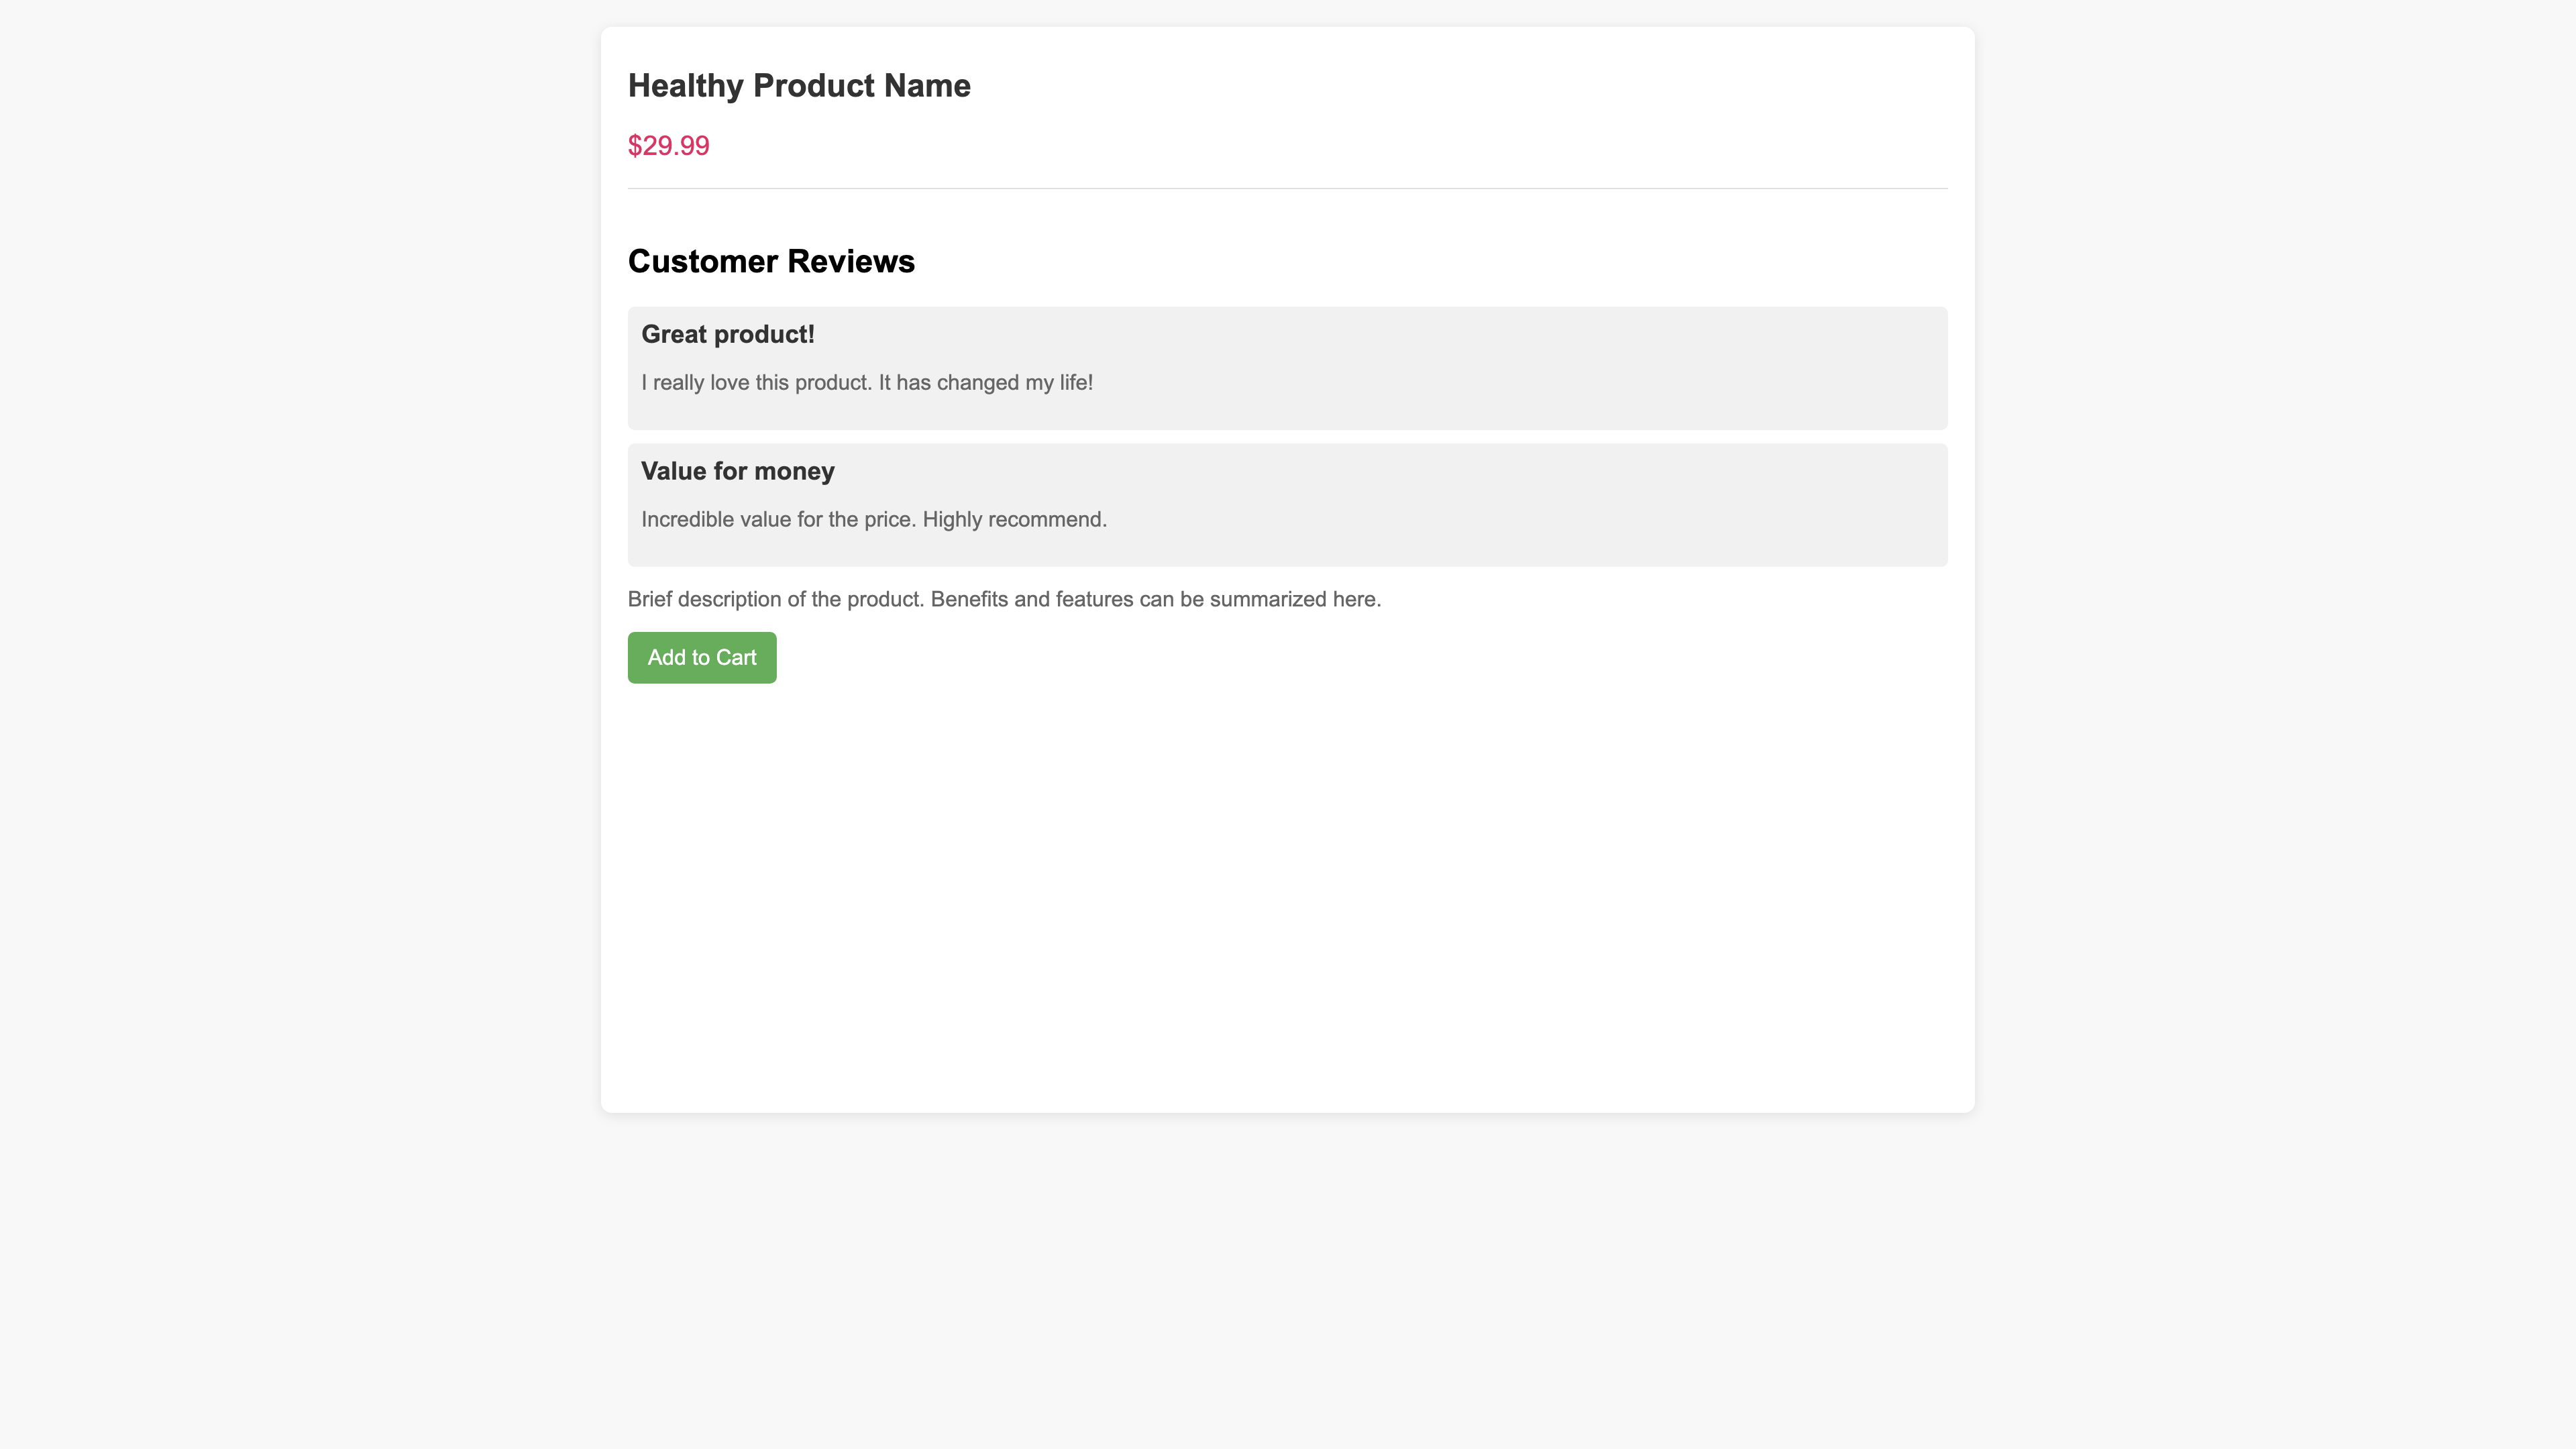 Healthy Product Name
$29.99
Customer Reviews
Great product!
I really love this product. It has changed my life!
Value for money
Incredible value for the price. Highly recommend.
Brief description of the product. Benefits and features can be summarized here.
Add to Cart